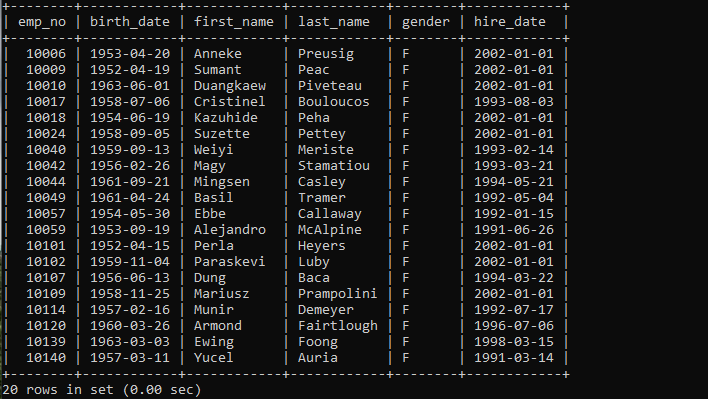 +--------+------------+------------+------------+--------+------------+
| emp_no | birth_date | first_name | last_name  | gender | hire_date  |
+--------+------------+------------+------------+--------+------------+
|  10006 | 1953-04-20 | Anneke     | Preusig    | F      | 2002-01-01 |
|  10009 | 1952-04-19 | Sumant     | Peac       | F      | 2002-01-01 |
|  10010 | 1963-06-01 | Duangkaew  | Piveteau   | F      | 2002-01-01 |
|  10017 | 1958-07-06 | Cristinel  | Bouloucos  | F      | 1993-08-03 |
|  10018 | 1954-06-19 | Kazuhide   | Peha       | F      | 2002-01-01 |
|  10024 | 1958-09-05 | Suzette    | Pettey     | F      | 2002-01-01 |
|  10040 | 1959-09-13 | Weiyi      | Meriste    | F      | 1993-02-14 |
|  10042 | 1956-02-26 | Magy       | Stamatiou  | F      | 1993-03-21 |
|  10044 | 1961-09-21 | Mingsen    | Casley     | F      | 1994-05-21 |
|  10049 | 1961-04-24 | Basil      | Tramer     | F      | 1992-05-04 |
|  10057 | 1954-05-30 | Ebbe       | Callaway   | F      | 1992-01-15 |
|  10059 | 1953-09-19 | Alejandro  | McAlpine   | F      | 1991-06-26 |
|  10101 | 1952-04-15 | Perla      | Heyers     | F      | 2002-01-01 |
|  10102 | 1959-11-04 | Paraskevi  | Luby       | F      | 2002-01-01 |
|  10107 | 1956-06-13 | Dung       | Baca       | F      | 1994-03-22 |
|  10109 | 1958-11-25 | Mariusz    | Prampolini | F      | 2002-01-01 |
|  10114 | 1957-02-16 | Munir      | Demeyer    | F      | 1992-07-17 |
|  10120 | 1960-03-26 | Armond     | Fairtlough | F      | 1996-07-06 |
|  10139 | 1963-03-03 | Ewing      | Foong      | F      | 1998-03-15 |
|  10140 | 1957-03-11 | Yucel      | Auria      | F      | 1991-03-14 |
+--------+------------+------------+------------+--------+------------+
20 rows in set (0.00 sec)